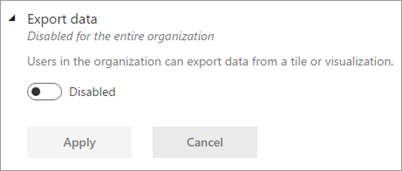 Export data
Disabled for the entire organization
Users in the organization can export data from a tile or visualization.
Disabled
Apply Cancel